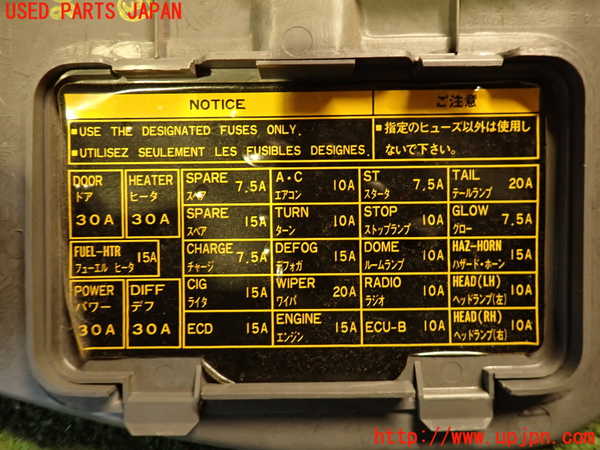 USED PARTS JAPAN
NOTICE
ご注意
▪USE THE DESIGNATED FUSES ONLY.
▪UTILISEZ SEULEMENT LES FUSIBLES DESIGNES.
▪指定のヒューズ以外は使用し
ないで下さい。
DOOR
ドア
30A
HEATER
ヒータ
30A
FUEL-HTR
フューエル ヒータ
15A
POWER
パワー
30A
DIFF
デフ
30A
SPARE
スペア
7.5A
A・C
エアコン
10A
ST
スタータ
7.5A
TAIL
テールランプ
20A
SPARE
スペア
15A
TURN
ターン
10A
STOP
ストップランプ
10A
GLOW
グロー
7.5A
CHARGE
チャージ
7.5A
DEFOG
デフォガ
15A
DOME
ルームランプ
10A
HAZ-HORN
ハザード・ホーン
15A
CIG
ライタ
15A
WIPER
ワイパ
20A
RADIO
ラジオ
10A
HEAD(LH)
ヘッドランプ(左)
10A
ECD
15A
ENGINE
エンジン
15A
ECU-B
10A
HEAD(RH)
ヘッドランプ(右)
10A
http://www.upjpn.com/